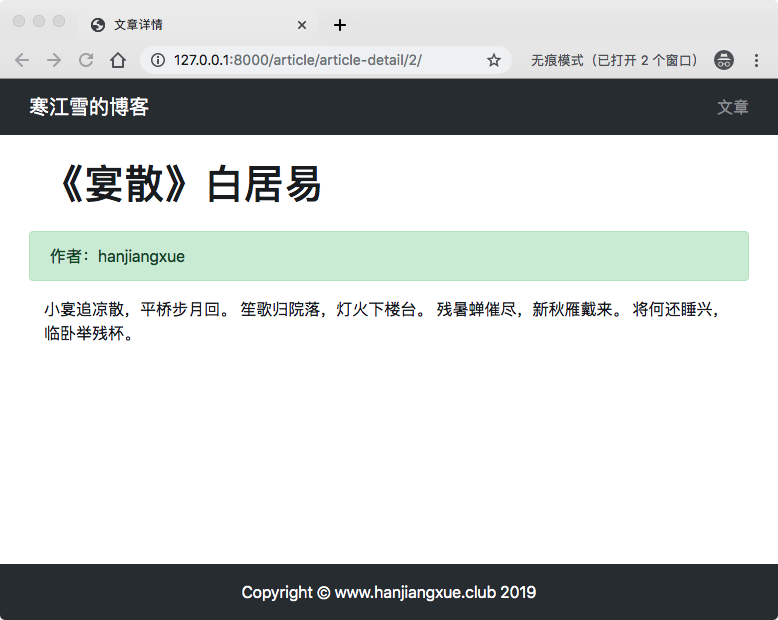 文章详情
127.0.0.1:8000/article/article-detail/2/
无痕模式（已打开 2 个窗口）
寒江雪的博客
文章
《宴散》白居易
作者：hanjiangxue
小宴追凉散，平桥步月回。 笙歌归院落，灯火下楼台。 残暑蝉催尽，新秋雁戴来。 将何还睡兴，
临卧举残杯。
Copyright © www.hanjiangxue.club 2019